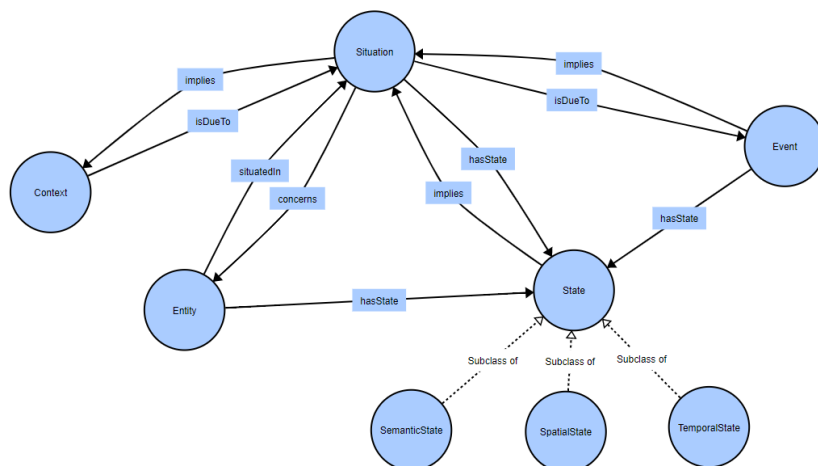 Situation
implies
implies
isDueTo
isDueTo
Event
hasState
situatedIn
Context
implies
concerns
hasState
State
hasState
Entity
Subclass of
Subclass of
Subclass of
SemanticState
SpatialState
TemporalState